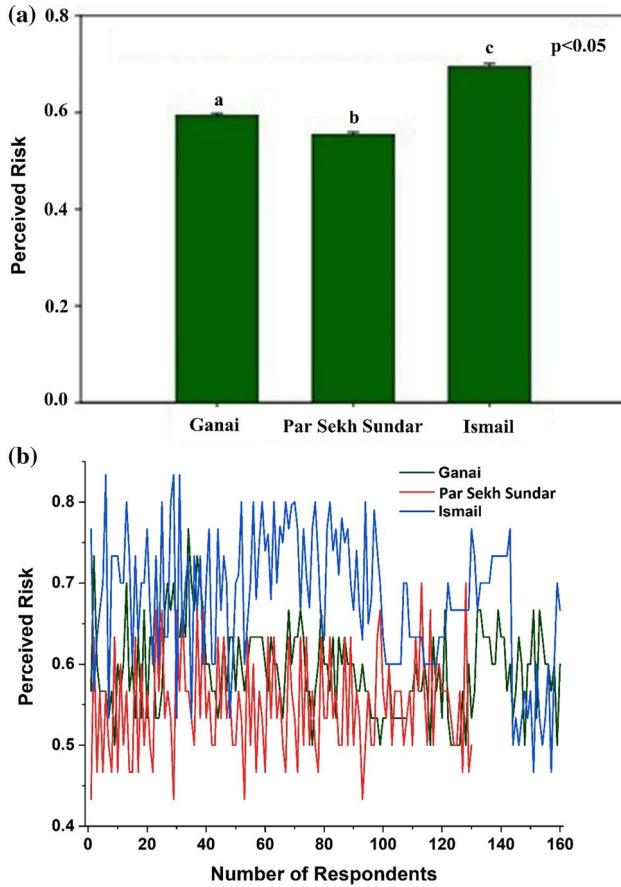 (a)
0.8
0.6
0.4
0.2
0.0
Perceived Risk
a
b
c
p<0.05
Ganai
Par Sekh Sundar
Ismail
(b)
0.8
0.7
0.6
0.5
0.4
Perceived Risk
Ganai
Par Sekh Sundar
Ismail
0 20 40 60 80 100 120 140 160
Number of Respondents